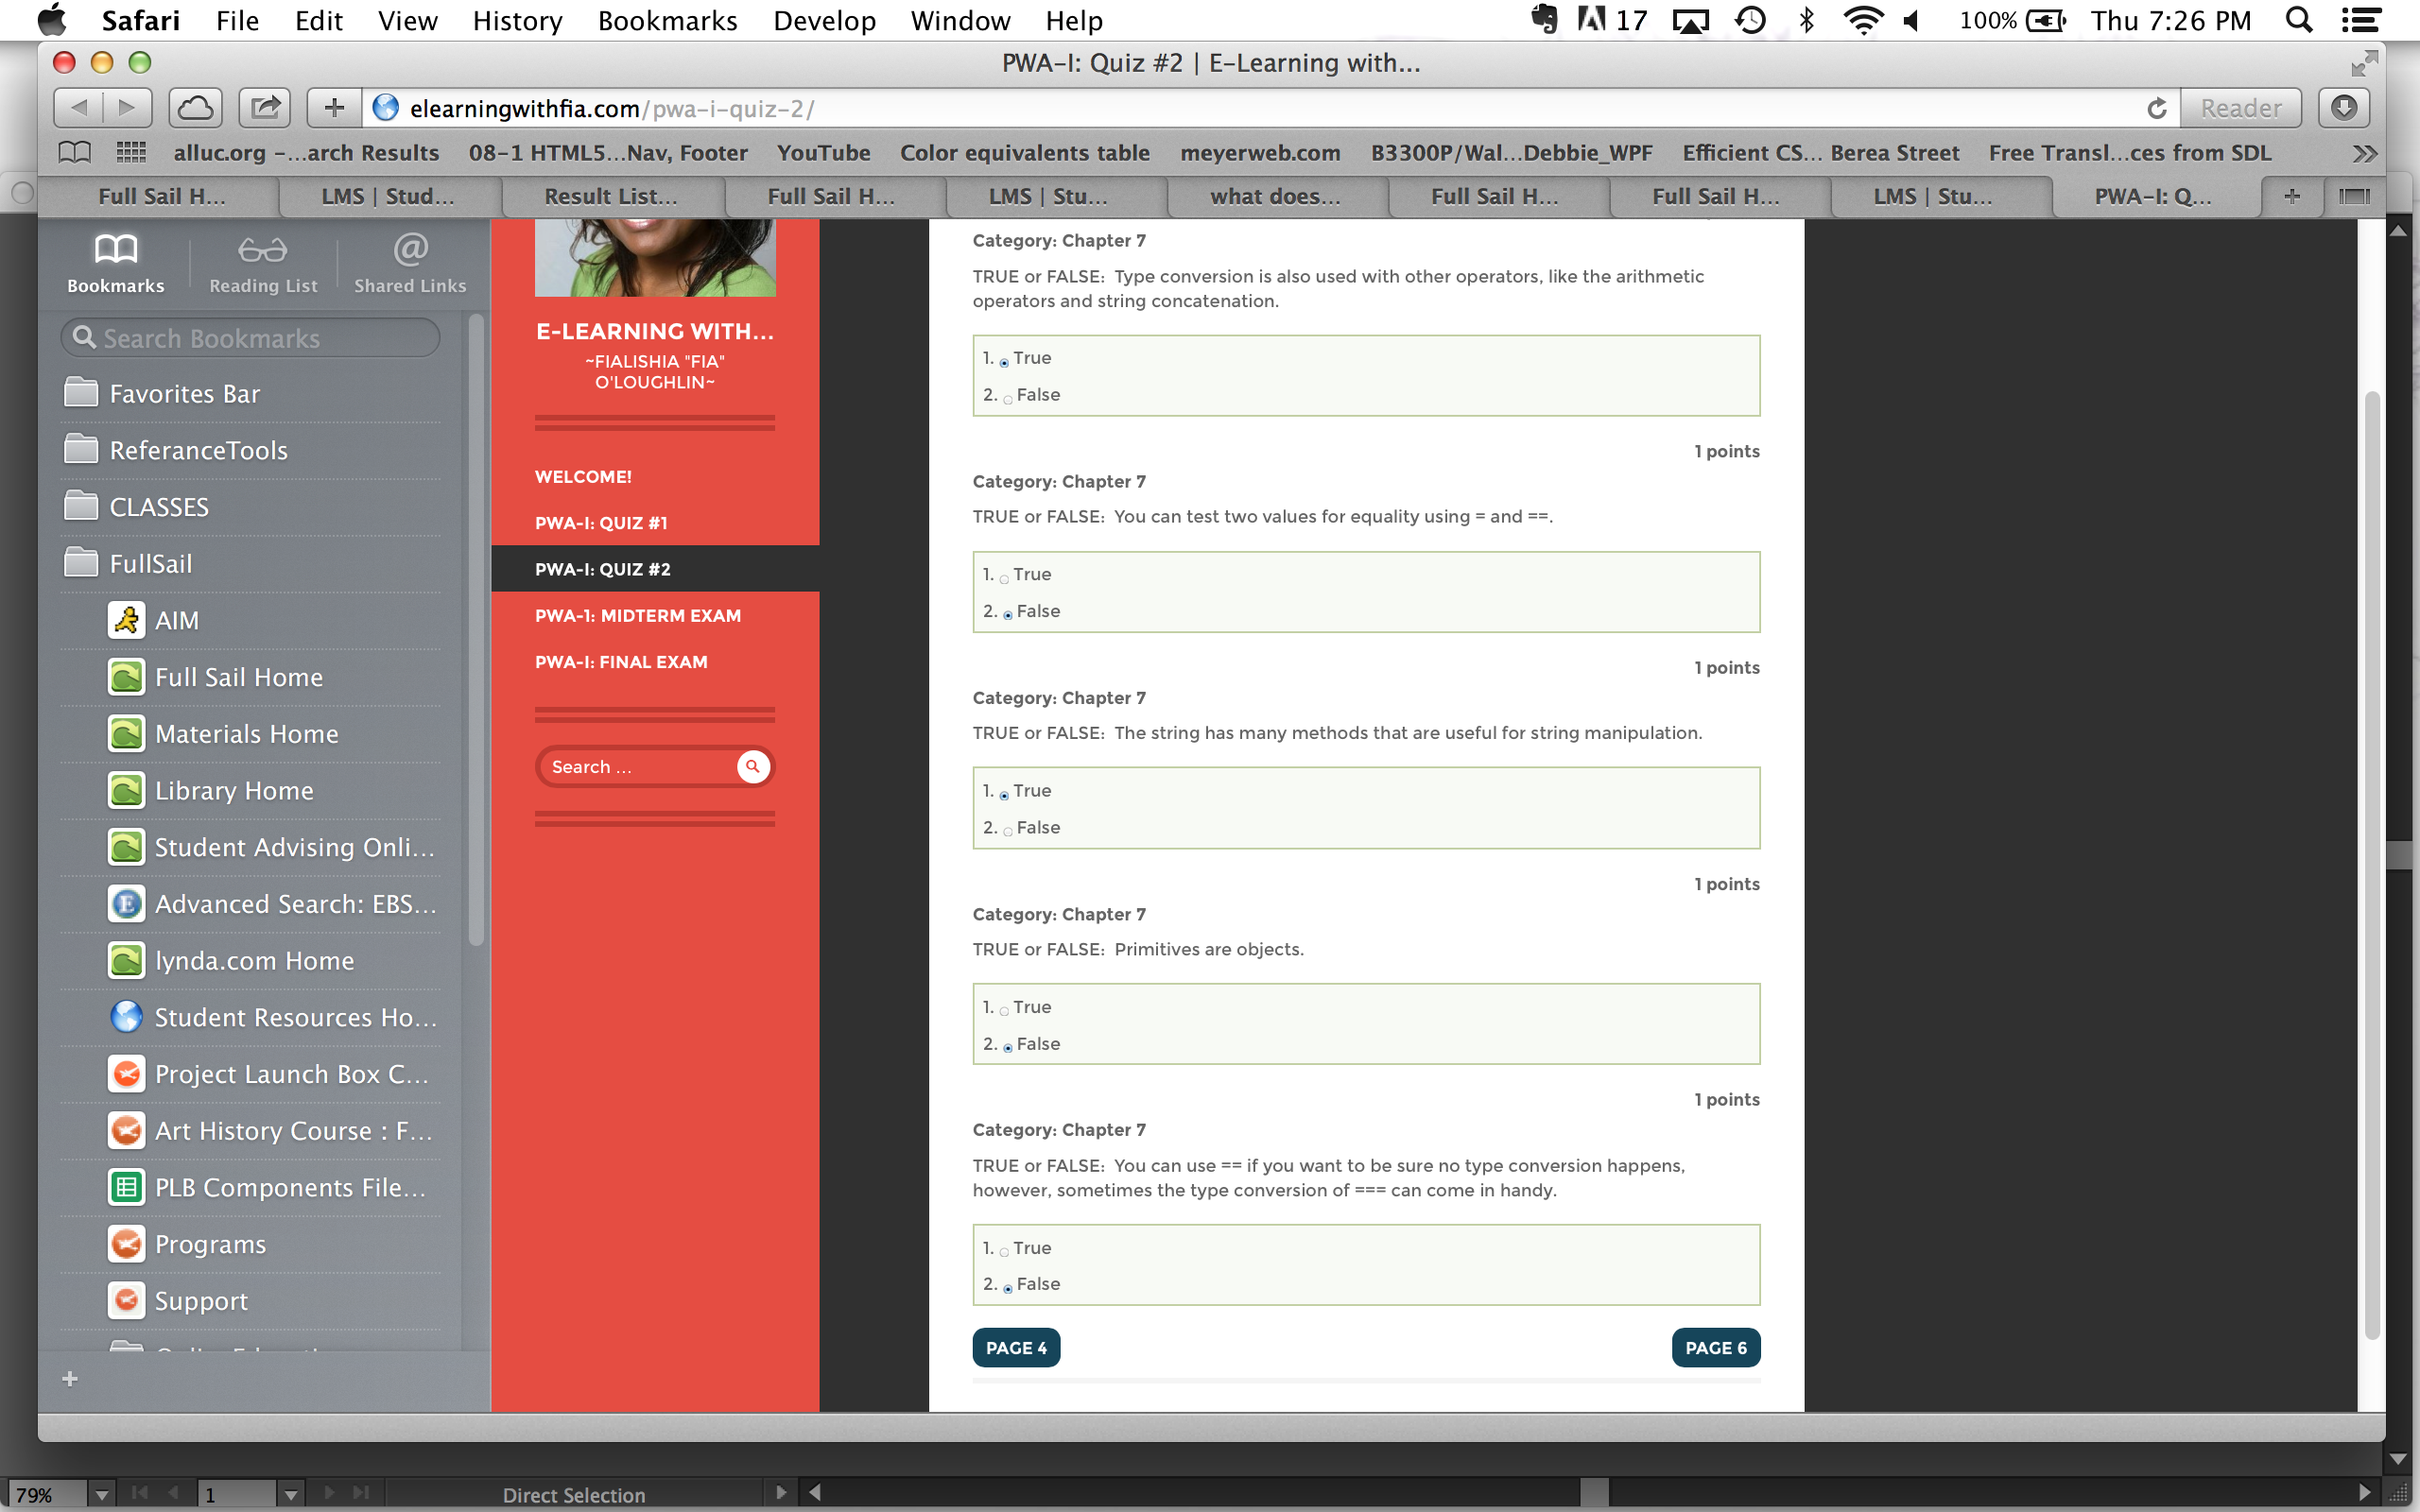 Safari File Edit View History Bookmarks Develop Window Help 17 100% Thu 7:26 PM
PWA-I: Quiz #2 | E-Learning with...
elearningwithfia.com/pwa-i-quiz-2/ Reader
alluc.org -...arch Results 08-1 HTML5...Nav, Footer YouTube Color equivalents table meyerweb.com B3300P/Wal...Debbie_WPF Efficient CS... Berea Street Free Transl...ces from SDL
Full Sail H... LMS | Stud... Result List... Full Sail H... LMS | Stu... what does... Full Sail H... Full Sail H... LMS | Stu... PWA-I: Q...
Bookmarks Reading List Shared Links
Search Bookmarks
Favorites Bar
ReferanceTools
CLASSES
FullSail
AIM
Full Sail Home
Materials Home
Library Home
Student Advising Onli...
Advanced Search: EBS...
lynda.com Home
Student Resources Ho...
Project Launch Box C...
Art History Course : F...
PLB Components File...
Programs
Support
E-LEARNING WITH...
~FIALISHIA "FIA"
O'LOUGHLIN~
WELCOME!
PWA-I: QUIZ #1
PWA-I: QUIZ #2
PWA-1: MIDTERM EXAM
PWA-I: FINAL EXAM
Search ...
Category: Chapter 7
TRUE or FALSE: Type conversion is also used with other operators, like the arithmetic
operators and string concatenation.
1. True
2. False
1 points
Category: Chapter 7
TRUE or FALSE: You can test two values for equality using = and ==.
1. True
2. False
1 points
Category: Chapter 7
TRUE or FALSE: The string has many methods that are useful for string manipulation.
1. True
2. False
1 points
Category: Chapter 7
TRUE or FALSE: Primitives are objects.
1. True
2. False
1 points
Category: Chapter 7
TRUE or FALSE: You can use == if you want to be sure no type conversion happens,
however, sometimes the type conversion of === can come in handy.
1. True
2. False
PAGE 4 PAGE 6
79% 1 Direct Selection